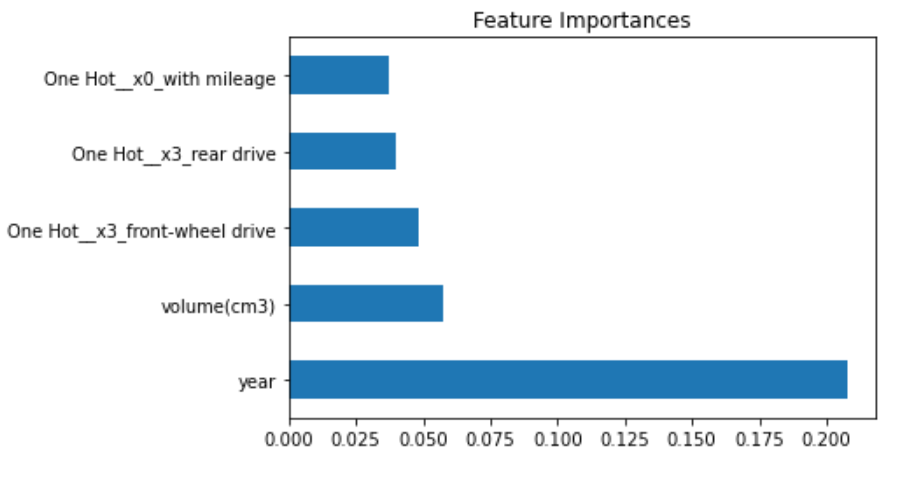 Feature Importances
One Hot__x0_with mileage
One Hot__x3_rear drive
One Hot__x3_front-wheel drive
volume(cm3)
year
0.000 0.025 0.050 0.075 0.100 0.125 0.150 0.175 0.200